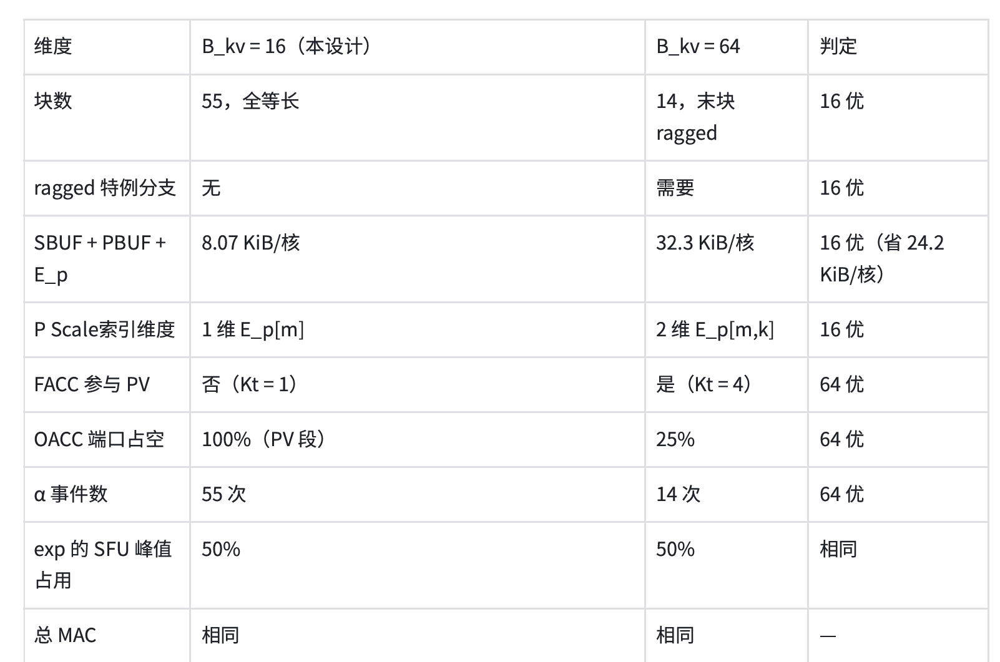 维度
B_kv = 16（本设计）
B_kv = 64
判定
块数
55，全等长
14，末块
ragged
16 优
ragged 特例分支
无
需要
16 优
SBUF + PBUF +
E_p
8.07 KiB/核
32.3 KiB/核
16 优（省 24.2
KiB/核）
P Scale索引维度
1 维 E_p[m]
2 维 E_p[m,k]
16 优
FACC 参与 PV
否（Kt = 1）
是（Kt = 4）
64 优
OACC 端口占空
100%（PV 段）
25%
64 优
α 事件数
55 次
14 次
64 优
exp 的 SFU 峰值
占用
50%
50%
相同
总 MAC
相同
相同
—